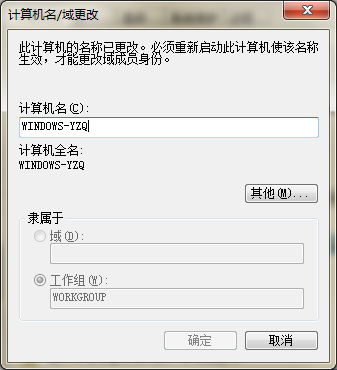 计算机名/域更改
此计算机的名称已更改。必须重新启动此计算机使该名称
生效，才能更改域成员身份。
计算机名(C):
WINDOWS-YZQ
计算机全名:
WINDOWS-YZQ
其他(M)...
隶属于
域(D):
工作组(W):
WORKGROUP
确定
取消